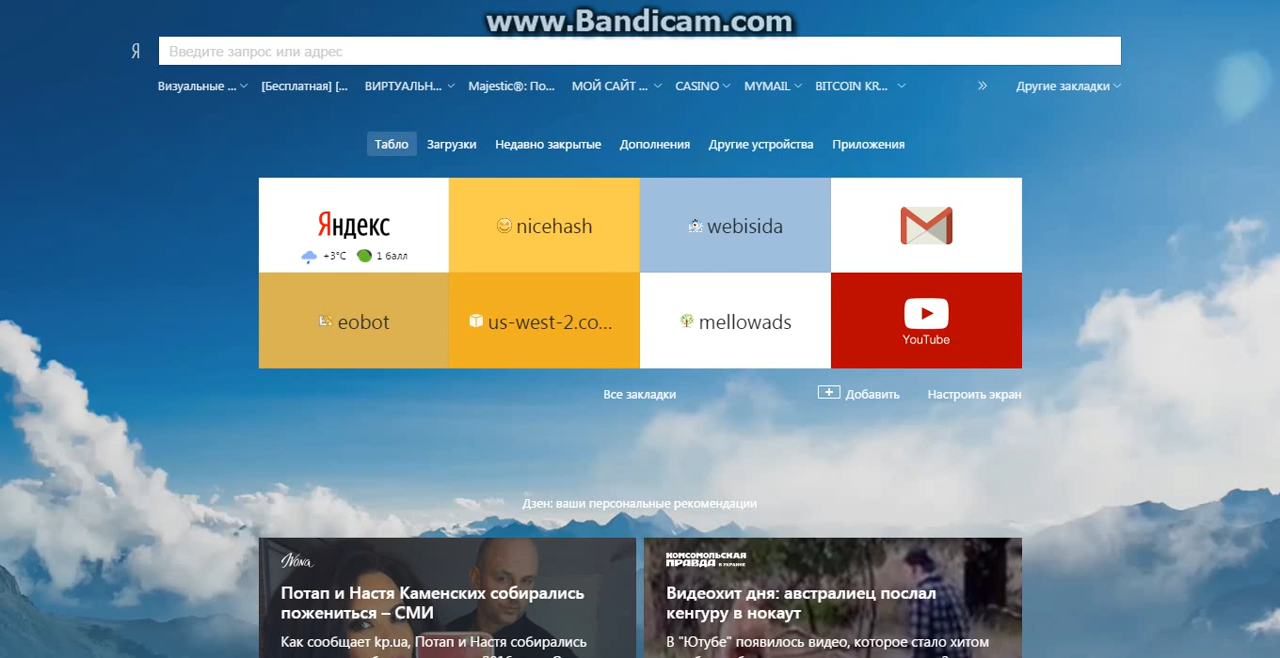 www.Bandicam.com
Я Введите запрос или адрес
Визуальные ... [Бесплатная] [... ВИРТУАЛЬН... Majestic®: По... МОЙ САЙТ ... CASINO MYMAIL BITCOIN KR... » Другие закладки
Табло Загрузки Недавно закрытые Дополнения Другие устройства Приложения
Яндекс
+3°C 1 балл
nicehash
webisida
eobot
us-west-2.co...
mellowads
YouTube
Все закладки Добавить Настроить экран
Дзен: ваши персональные рекомендации
Nona
Потап и Настя Каменских собирались
пожениться – СМИ
Как сообщает kp.ua, Потап и Настя собирались
КОМСОМОЛЬСКАЯ
ПРАВДА В УКРАИНЕ
Видеохит дня: австралиец послал
кенгуру в нокаут
В "Ютубе" появилось видео, которое стало хитом